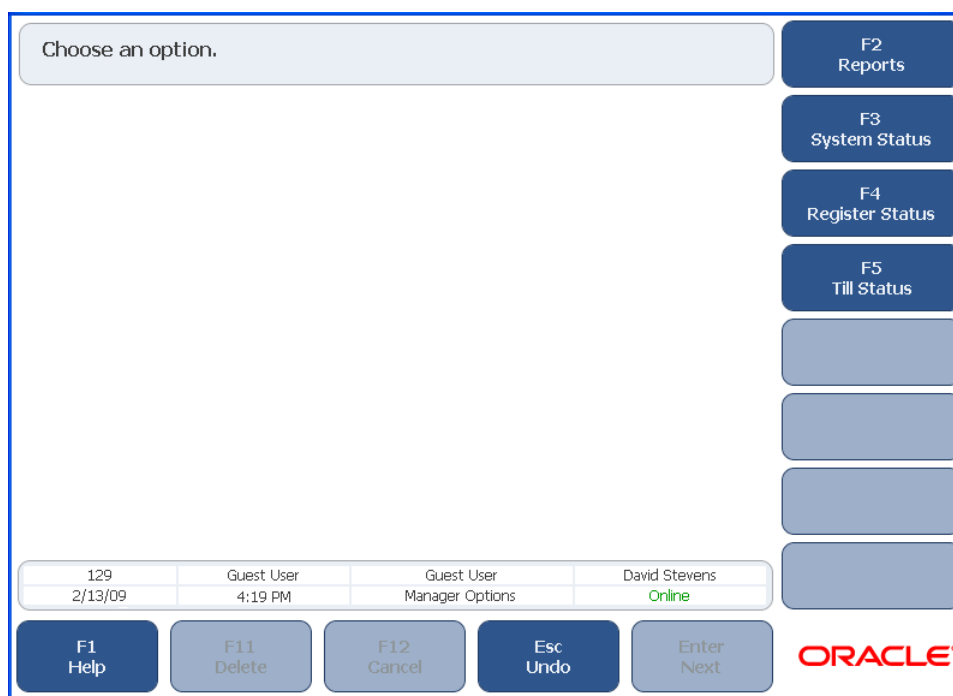 Choose an option.
F2
Reports
F3
System Status
F4
Register Status
F5
Till Status
129 Guest User Guest User David Stevens
2/13/09 4:19 PM Manager Options Online
F1
Help
F11
Delete
F12
Cancel
Esc
Undo
Enter
Next
ORACLE